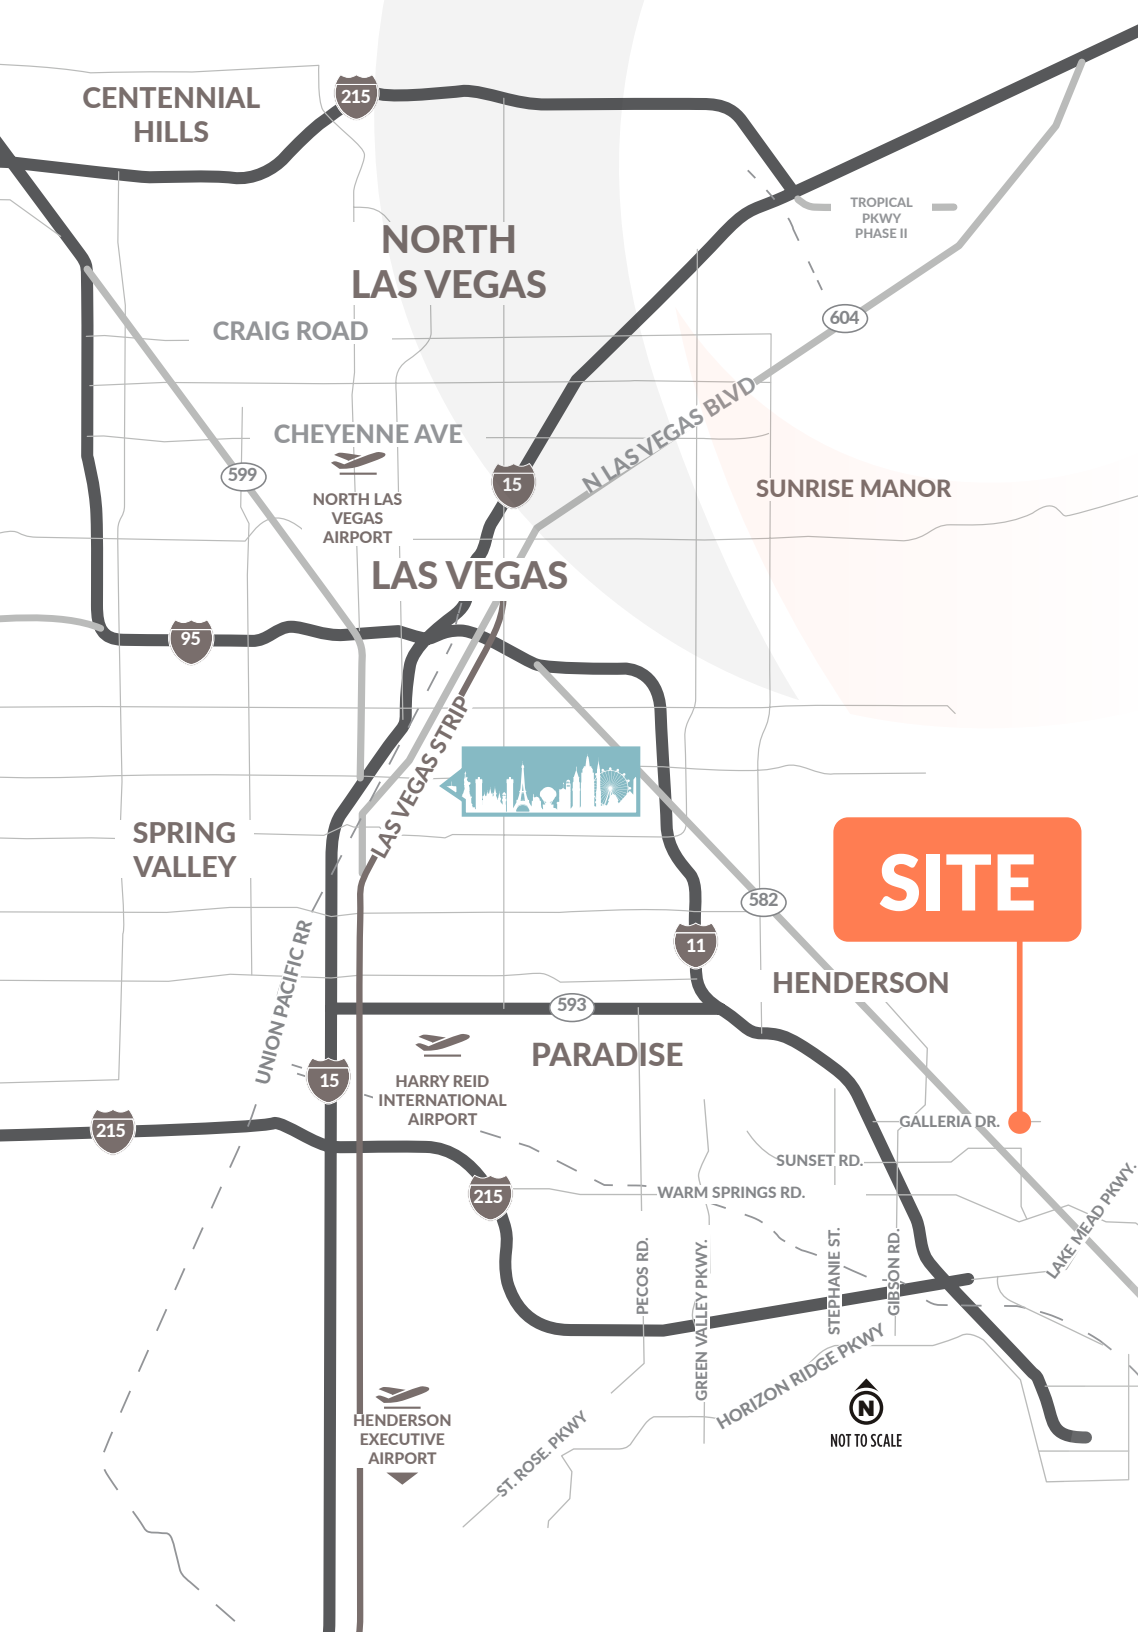 CENTENNIAL
HILLS
215
TROPICAL
PKWY
PHASE II
NORTH
LAS VEGAS
604
CRAIG ROAD
N LAS VEGAS BLVD
CHEYENNE AVE
599
15
SUNRISE MANOR
NORTH LAS
VEGAS
AIRPORT
LAS VEGAS
95
LAS VEGAS STRIP
SPRING
VALLEY
SITE
582
11
UNION PACIFIC RR
HENDERSON
593
PARADISE
15
HARRY REID
INTERNATIONAL
AIRPORT
215
GALLERIA DR.
SUNSET RD.
215
WARM SPRINGS RD.
LAKE MEAD PKWY.
PECOS RD.
GREEN VALLEY PKWY.
STEPHANIE ST.
GIBSON RD.
HORIZON RIDGE PKWY
HENDERSON
EXECUTIVE
AIRPORT
ST. ROSE. PKWY
N
NOT TO SCALE